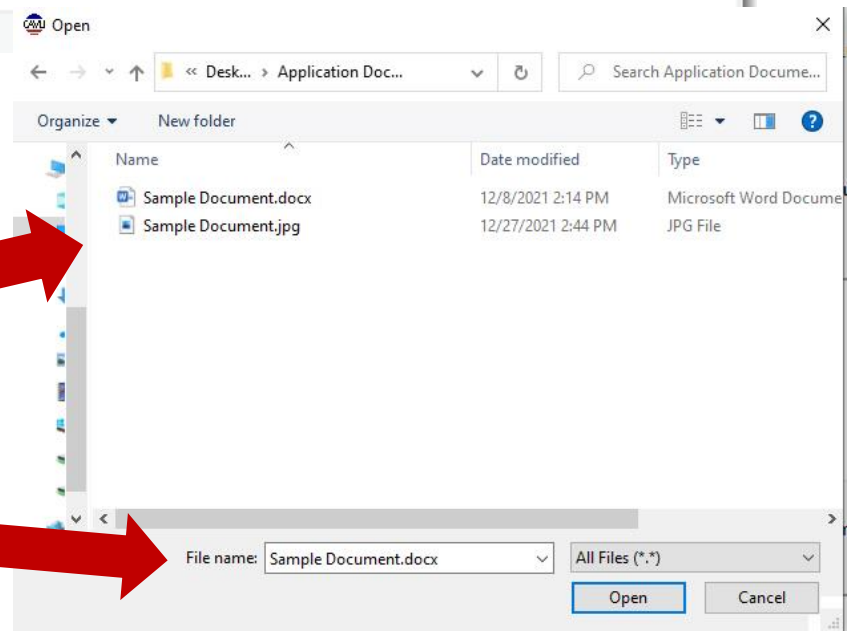 CAVU Open
« Desk... › Application Doc...
Search Application Docume...
Organize
New folder
Name
Date modified
Type
Sample Document.docx
12/8/2021 2:14 PM
Microsoft Word Docume
Sample Document.jpg
12/27/2021 2:44 PM
JPG File
File name:
Sample Document.docx
All Files (*.*)
Open
Cancel